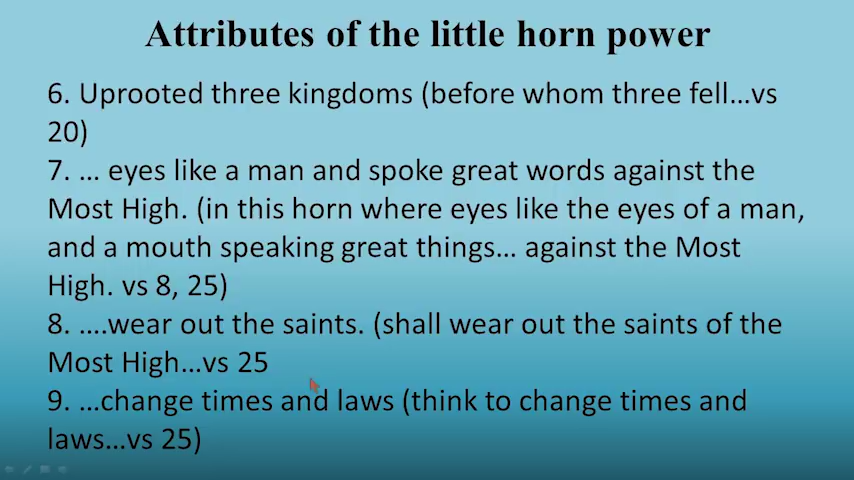 Attributes of the little horn power
6. Uprooted three kingdoms (before whom three fell...vs
20)
7. ... eyes like a man and spoke great words against the
Most High. (in this horn where eyes like the eyes of a man,
and a mouth speaking great things... against the Most
High. vs 8, 25)
8. ....wear out the saints. (shall wear out the saints of the
Most High...vs 25
9. ...change times and laws (think to change times and
laws...vs 25)